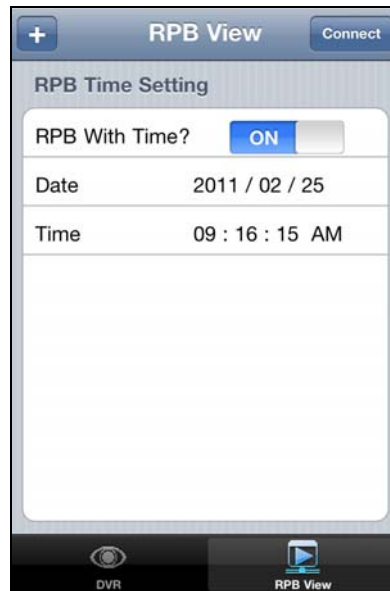 + RPB View Connect
RPB Time Setting
RPB With Time? ON
Date 2011 / 02 / 25
Time 09 : 16 : 15 AM
DVR RPB View